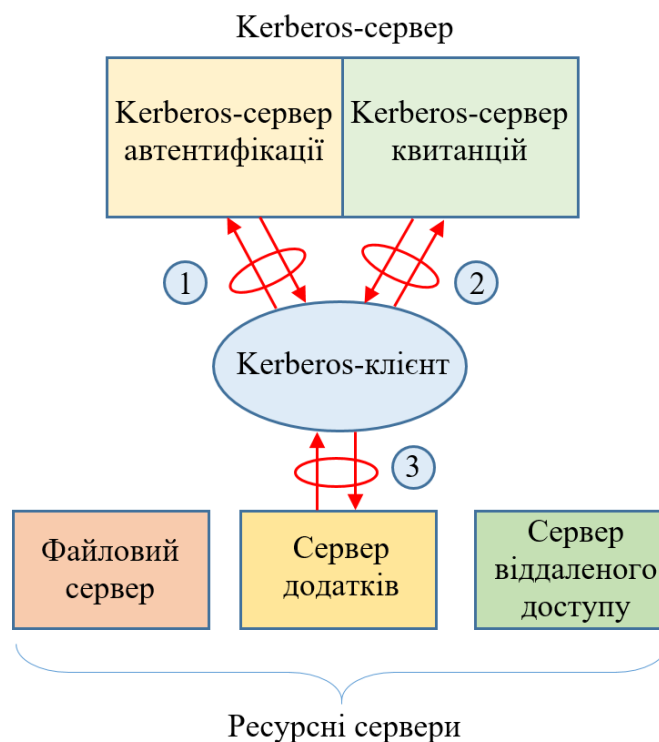 Kerberos-сервер
Kerberos-сервер
автентифікації
Kerberos-сервер
квитанцій
1
2
Kerberos-клієнт
3
Файловий
сервер
Сервер
додатків
Сервер
віддаленого
доступу
Ресурсні сервери